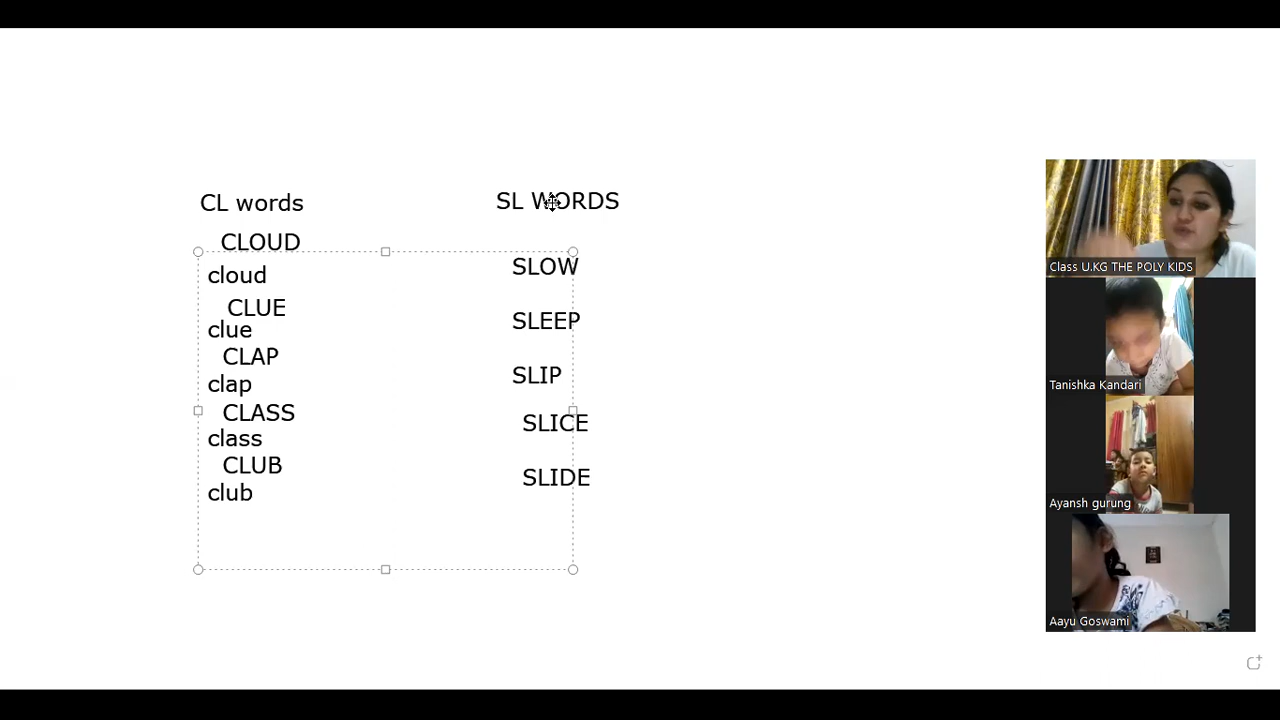 CL words
CLOUD
cloud
CLUE
clue
CLAP
clap
CLASS
class
CLUB
club
SL WORDS
SLOW
SLEEP
SLIP
SLICE
SLIDE
Class U.KG THE POLY KIDS
Tanishka Kandari
Ayansh gurung
Aayu Goswami